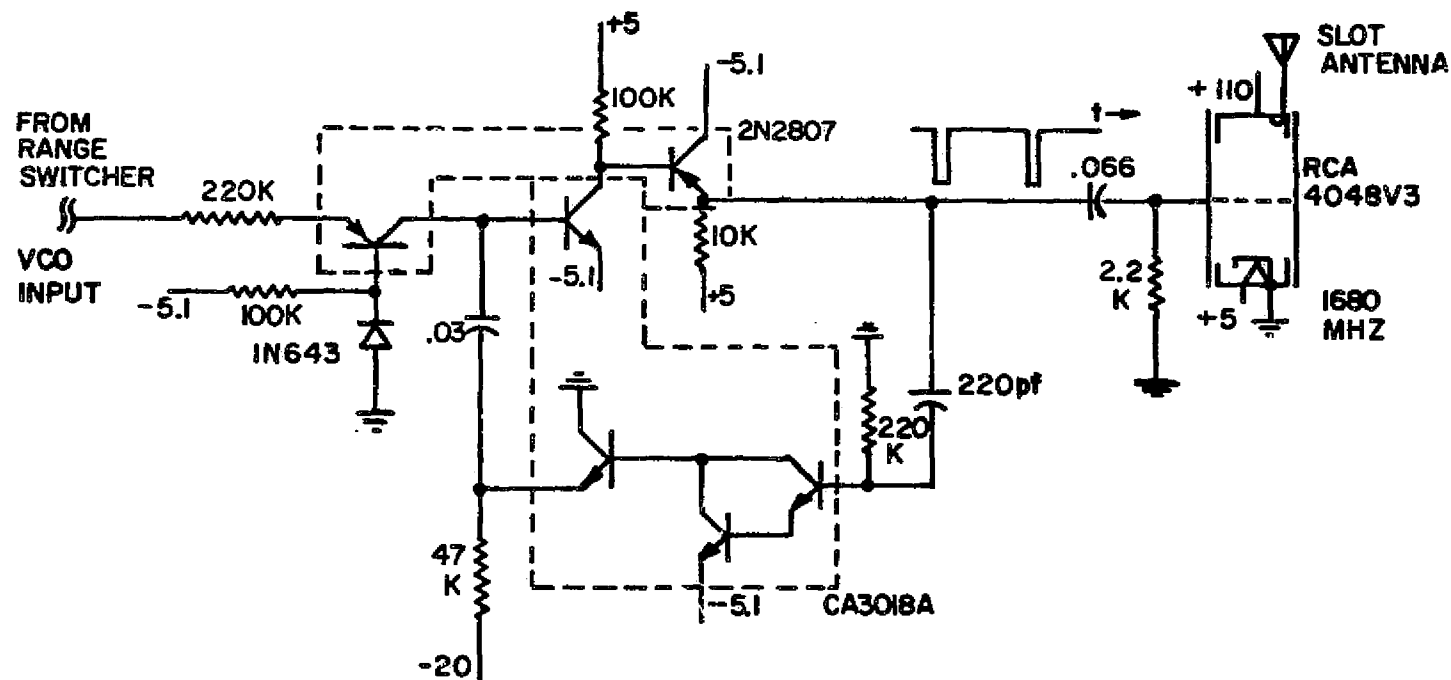 +5
-5.1
100K
2N2807
FROM
RANGE
SWITCHER
220K
VCO
INPUT
-5.1
100K
1N643
.03
-5.1
10K
+5
t
.066
+110
SLOT
ANTENNA
RCA
4048V3
2.2
K
+5
1680
MHZ
220pf
220
K
47
K
-20
-5.1
CA3018A